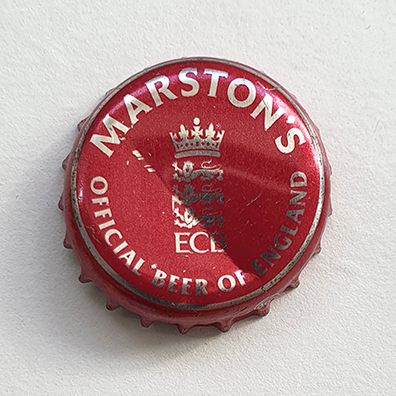 MARSTON'S
ECB
OFFICIAL BEER OF ENGLAND